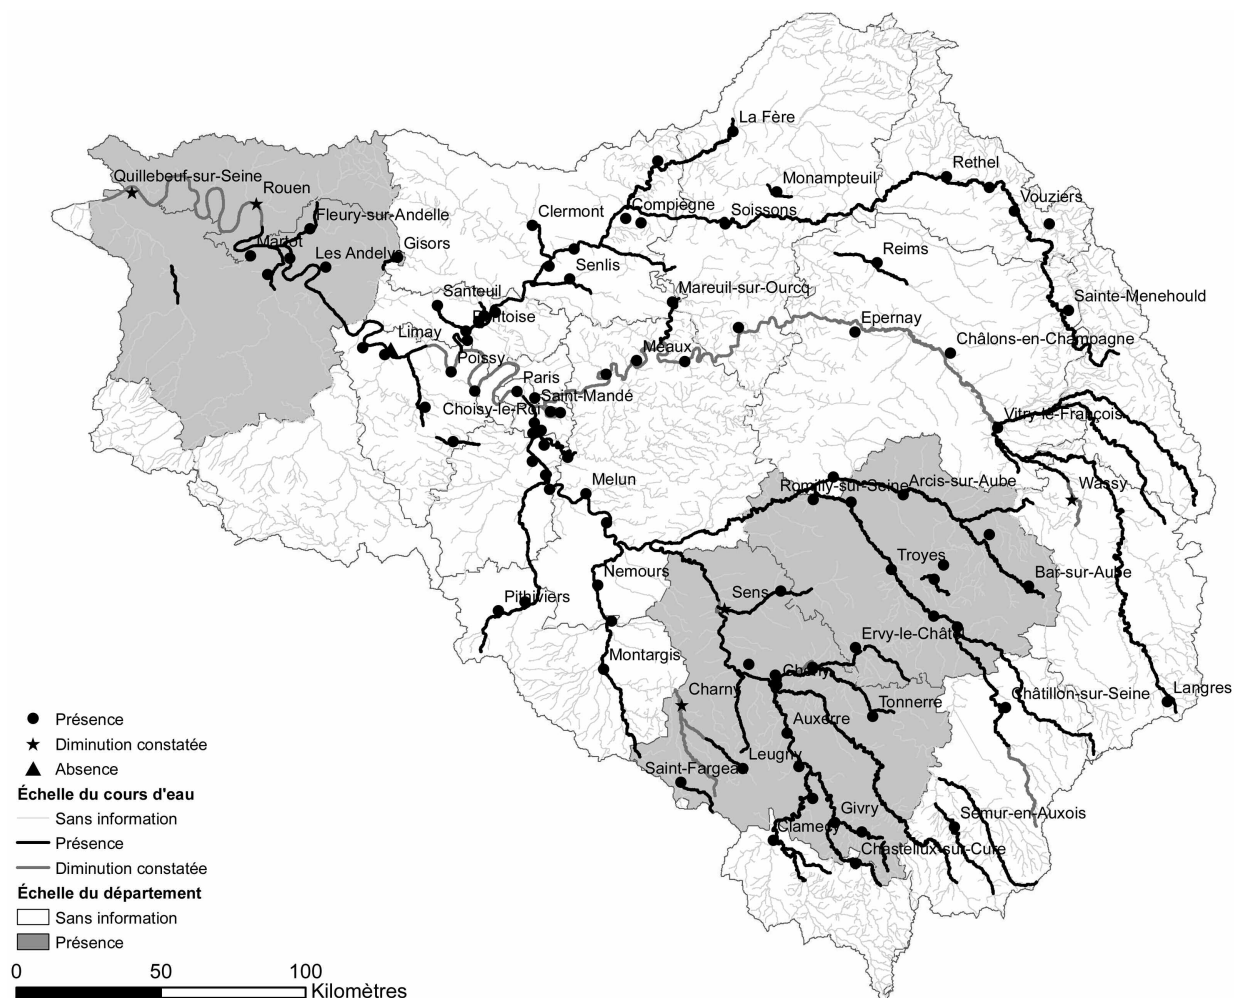 La Fère
Rethel
Quillebeuf-sur-Seine
Monampteuil
Rouen
Vouziers
Fleury-sur-Andelle
Clermont
Compiègne
Soissons
Martot
Les Andelys
Gisors
Reims
Senlis
Santeuil
Mareuil-sur-Ourcq
Sainte-Menehould
Pontoise
Epernay
Limay
Châlons-en-Champagne
Poissy
Meaux
Paris
Saint-Mandé
Choisy-le-Roi
Vitry-le-François
Melun
Romilly-sur-Seine
Arcis-sur-Aube
Wassy
Troyes
Nemours
Bar-sur-Aube
Pithiviers
Sens
Ervy-le-Châtel
Montargis
Cheny
Charny
Châtillon-sur-Seine
Langres
Tonnerre
Auxerre
Leugny
Saint-Fargeau
Givry
Semur-en-Auxois
Clamecy
Chastellux-sur-Cure
Présence
Diminution constatée
Absence
Échelle du cours d'eau
Sans information
Présence
Diminution constatée
Échelle du département
Sans information
Présence
0 50 100
Kilomètres